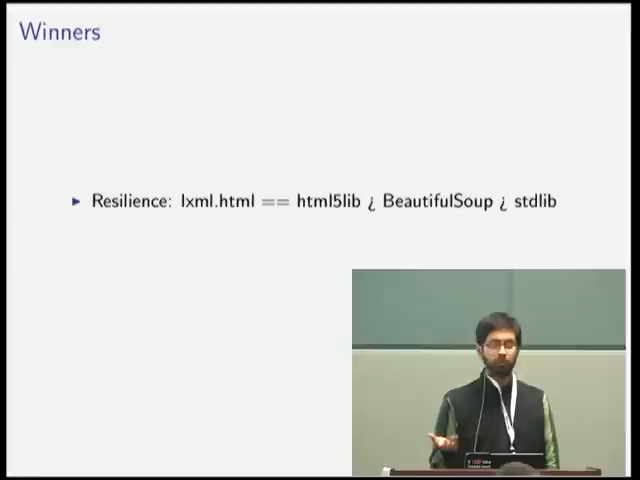 Winners
Resilience: lxml.html == html5lib ¿ BeautifulSoup ¿ stdlib